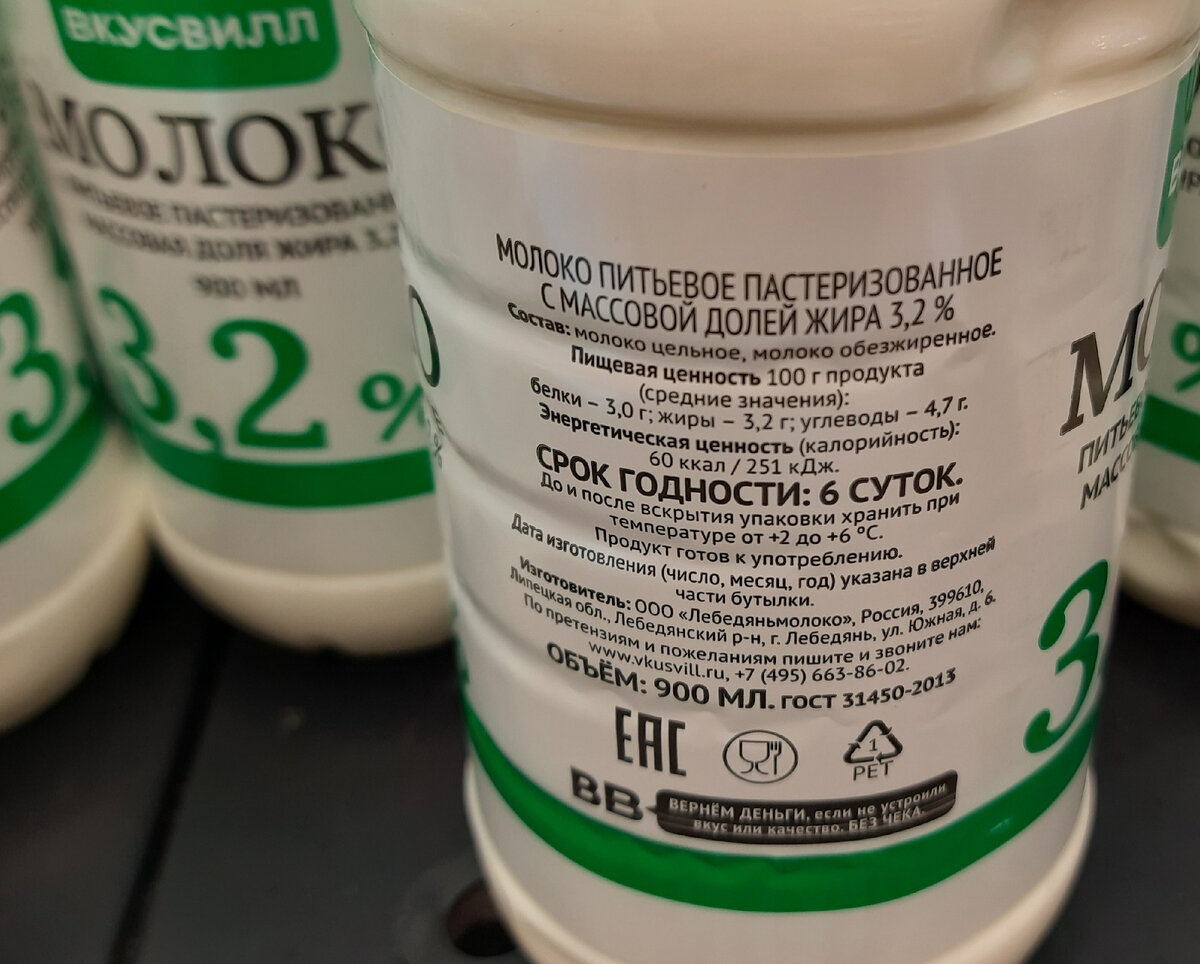 ВКУСВИЛЛ
МОЛОК
ПИТЬЕВОЕ ПАСТЕРИЗОВАНН
МАССОВАЯ ДОЛЯ ЖИРА 3,2
900 МЛ
3,2 %
МОЛОКО ПИТЬЕВОЕ ПАСТЕРИЗОВАННОЕ
С МАССОВОЙ ДОЛЕЙ ЖИРА 3,2 %
Состав: молоко цельное, молоко обезжиренное.
Пищевая ценность 100 г продукта
(средние значения):
белки – 3,0 г; жиры – 3,2 г; углеводы – 4,7 г.
Энергетическая ценность (калорийность):
60 ккал / 251 кДж.
СРОК ГОДНОСТИ: 6 СУТОК.
До и после вскрытия упаковки хранить при
температуре от +2 до +6 °С.
Продукт готов к употреблению.
Дата изготовления (число, месяц, год) указана в верхней
части бутылки.
Изготовитель: ООО «Лебедяньмолоко», Россия, 399610,
Липецкая обл., Лебедянский р-н, г. Лебедянь, ул. Южная, д. 6.
По претензиям и пожеланиям пишите и звоните нам:
www.vkusvill.ru, +7 (495) 663-86-02.
ОБЪЁМ: 900 МЛ. ГОСТ 31450-2013
ЕАС
1
PET
ВВ
ВЕРНЁМ ДЕНЬГИ, если не устроили
вкус или качество. БЕЗ ЧЕКА.
МО
ПИТЬЕВ
МАССО
3
3